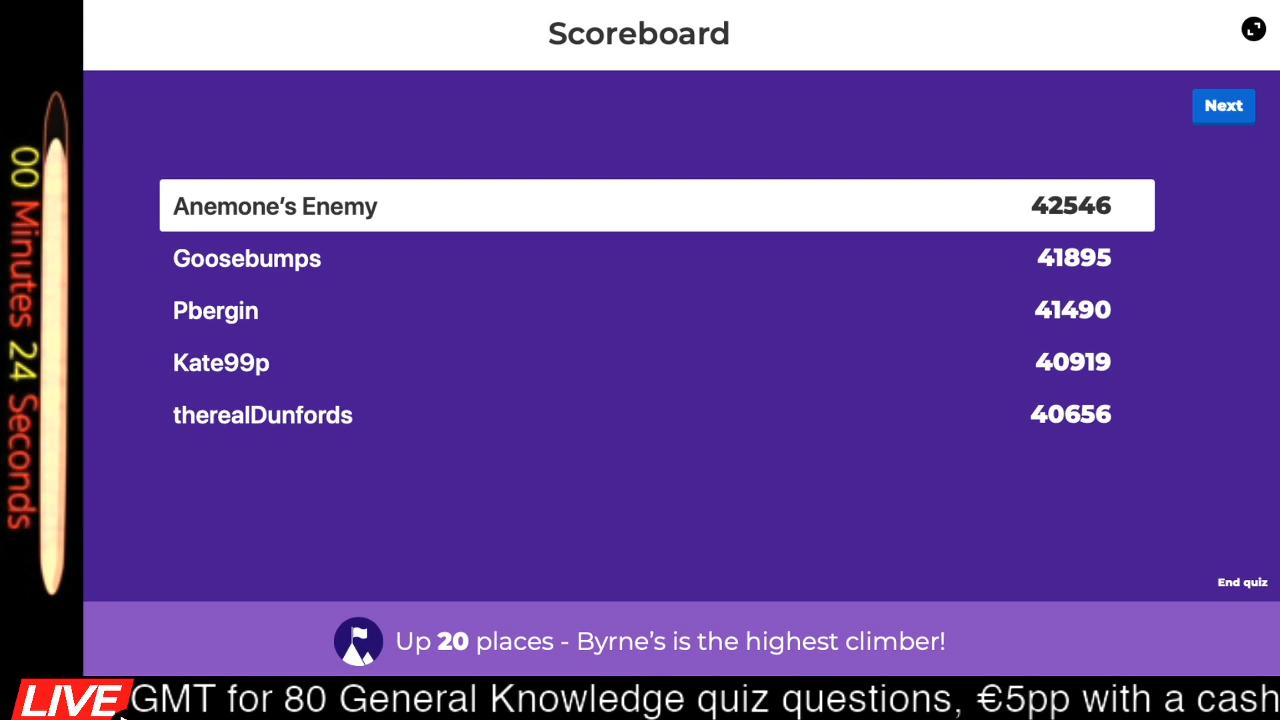 Scoreboard
Next
00 Minutes 24 Seconds
Anemone’s Enemy 42546
Goosebumps 41895
Pbergin 41490
Kate99p 40919
therealDunfords 40656
End quiz
Up 20 places - Byrne’s is the highest climber!
LIVE GMT for 80 General Knowledge quiz questions, €5pp with a cash